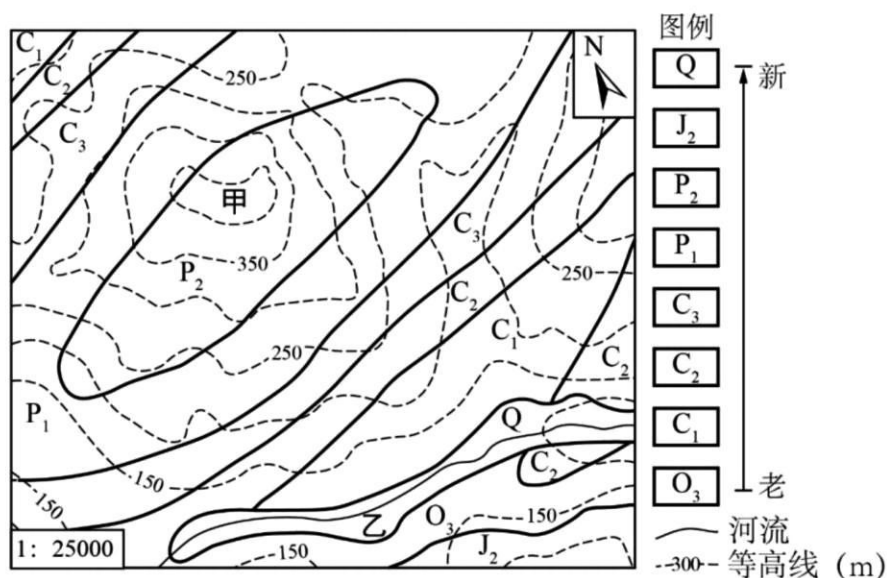 图例
N
Q
新
J₂
P₂
P₁
C₃
C₂
C₁
O₃
老
河流
-300- 等高线（m）
C₁
C₂
C₃
250
甲
350
P₂
C₃
250
C₂
C₁
250
C₂
P₁
Q
150
C₂
150
乙
O₃
150
J₂
150
1：25000